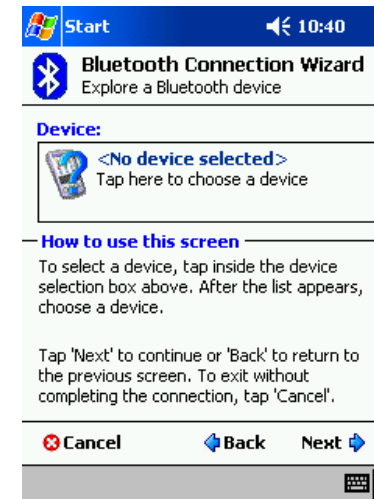 Start 10:40
Bluetooth Connection Wizard
Explore a Bluetooth device
Device:
<No device selected>
Tap here to choose a device
How to use this screen
To select a device, tap inside the device
selection box above. After the list appears,
choose a device.
Tap 'Next' to continue or 'Back' to return to
the previous screen. To exit without
completing the connection, tap 'Cancel'.
Cancel Back Next